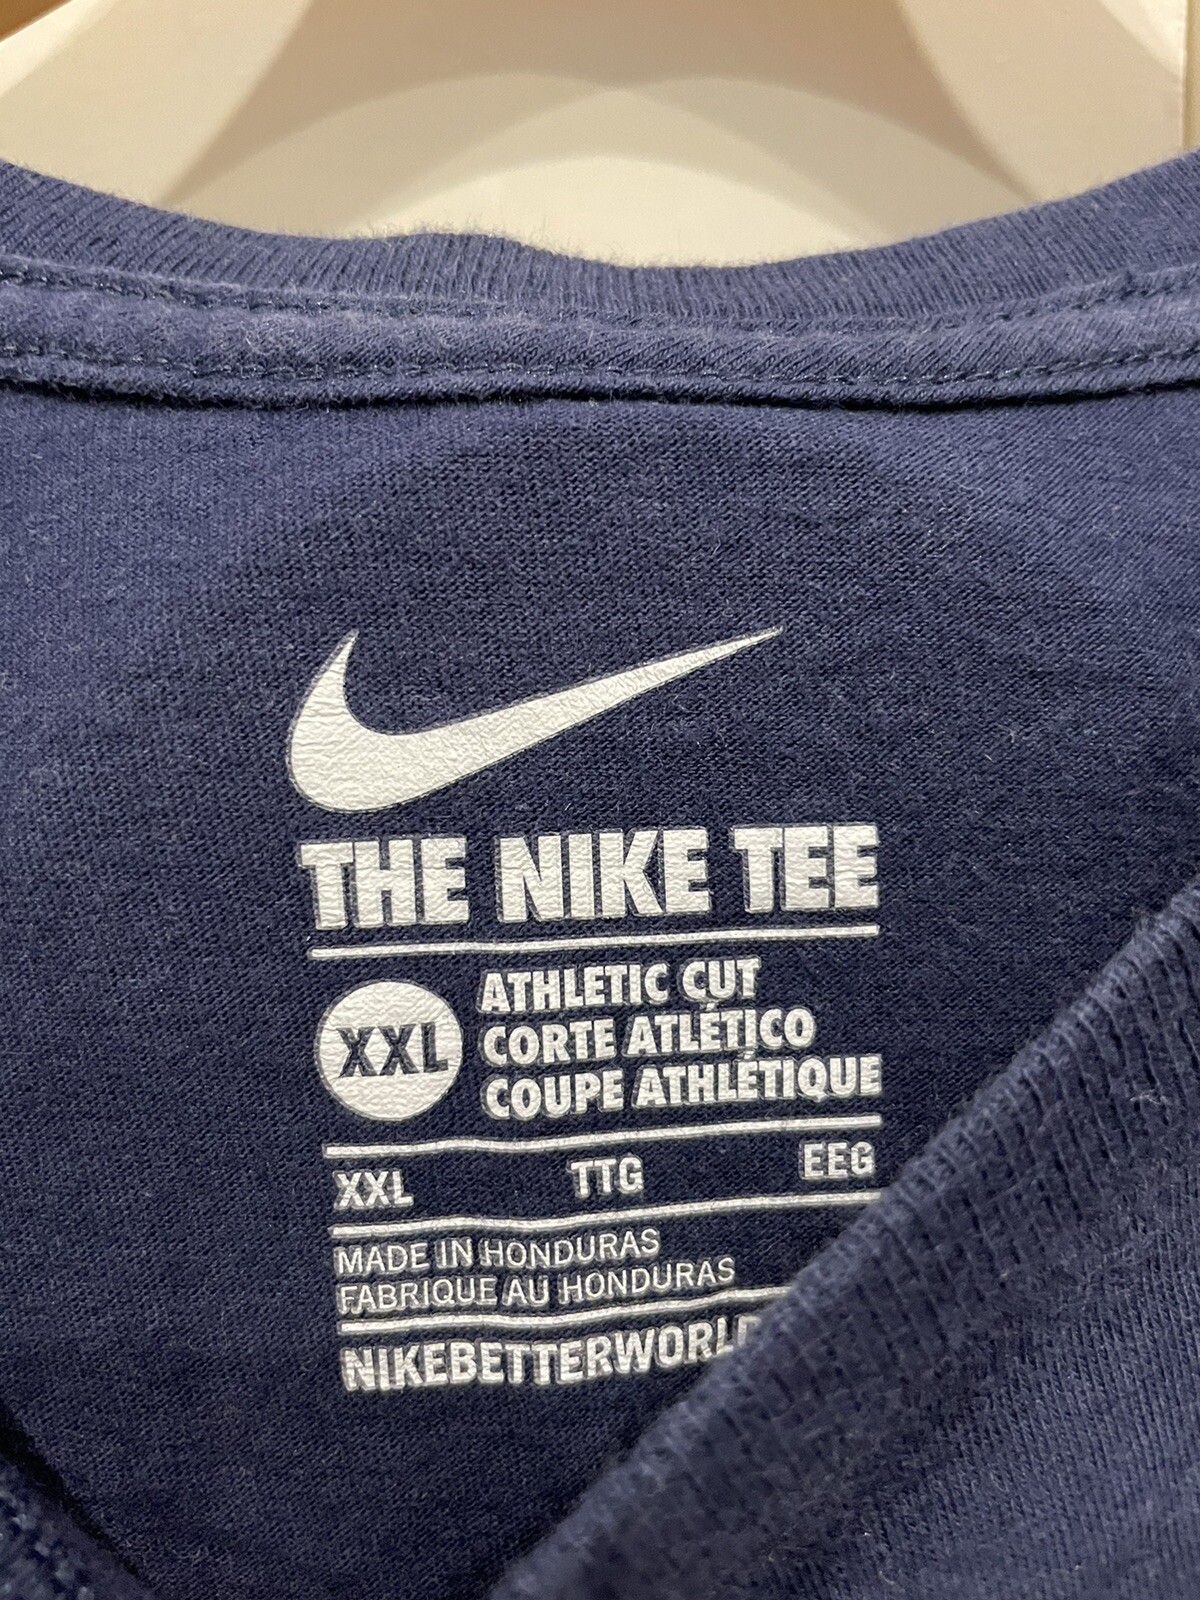 THE NIKE TEE
XXL
ATHLETIC CUT
CORTE ATLÉTICO
COUPE ATHLÉTIQUE
XXL TTG EEG
MADE IN HONDURAS
FABRIQUE AU HONDURAS
NIKEBETTERWORLD